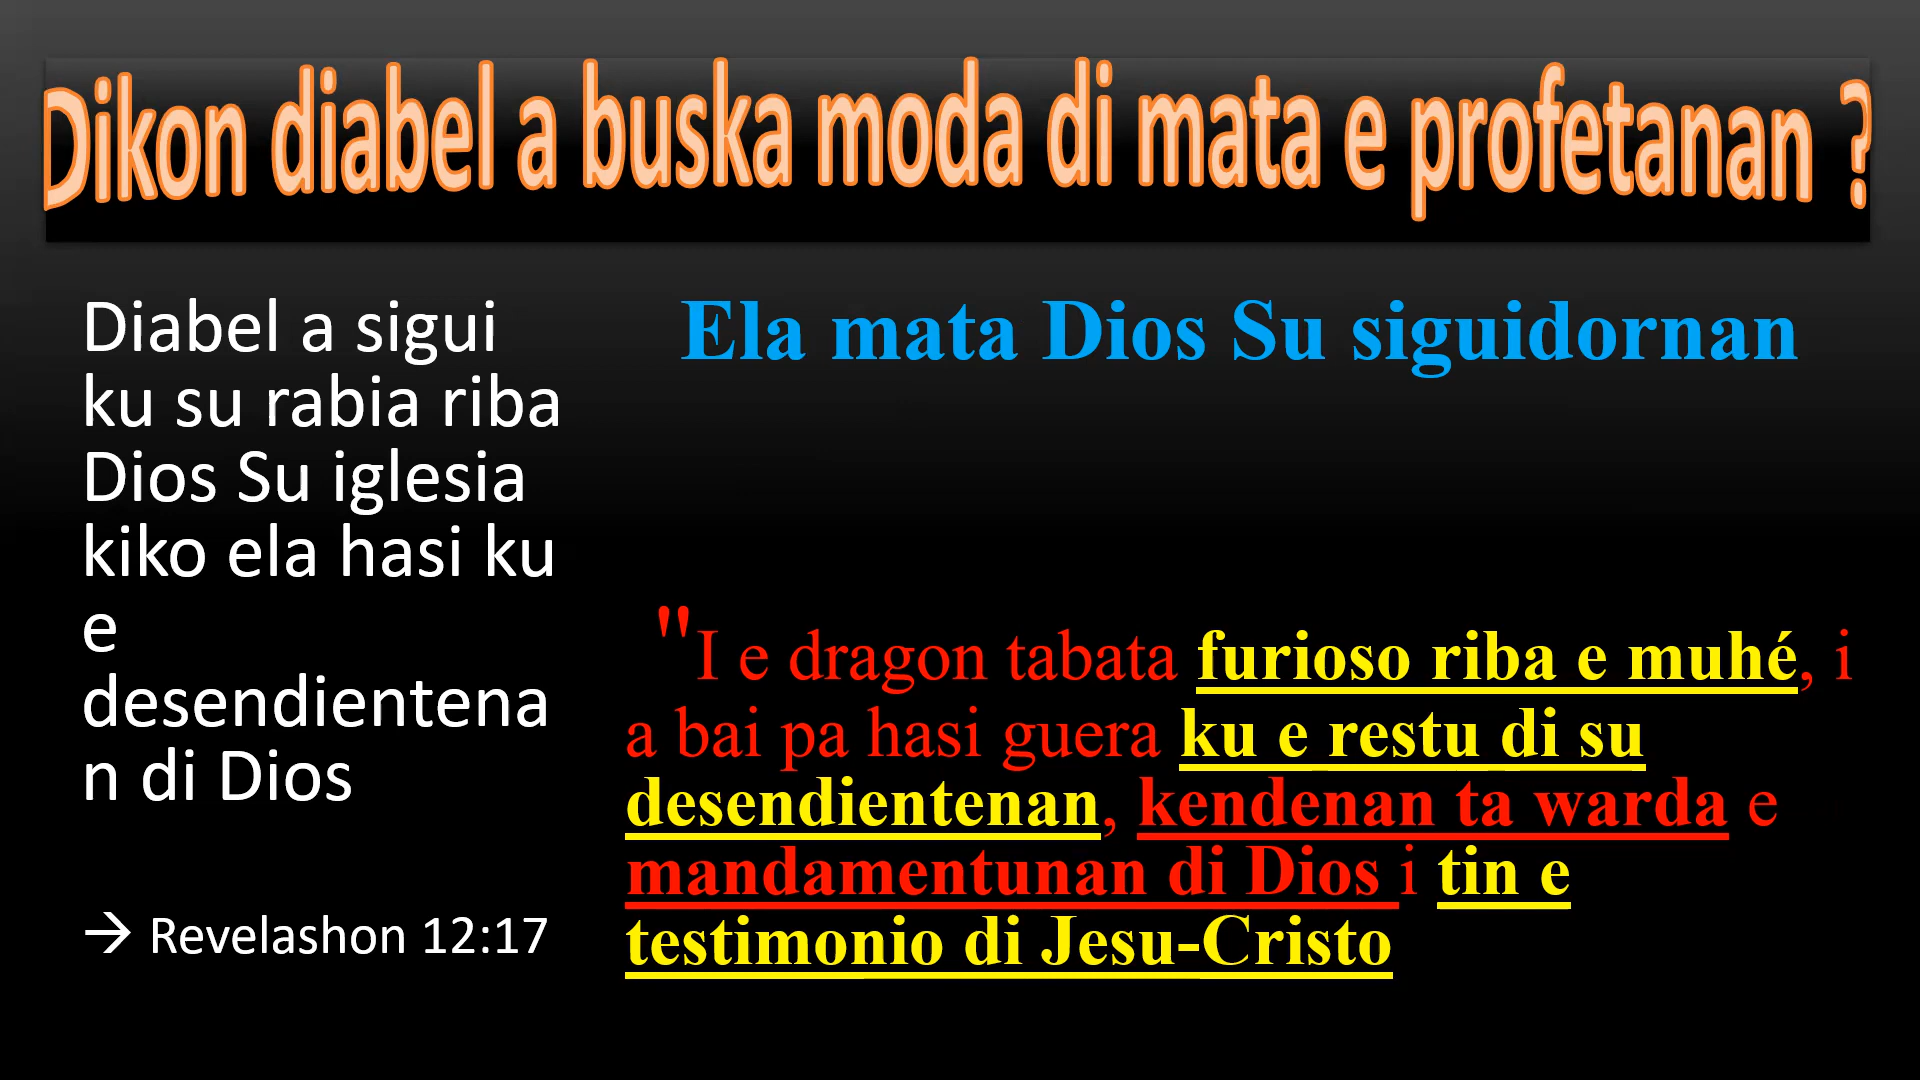 Dikon diabel a buska moda di mata e profetanan ?
Diabel a sigui
ku su rabia riba
Dios Su iglesia
kiko ela hasi ku
e
desendientena
n di Dios
→ Revelashon 12:17
Ela mata Dios Su siguidornan
"I e dragon tabata furioso riba e muhé, i
a bai pa hasi guera ku e restu di su
desendientenan, kendenan ta warda e
mandamentunan di Dios i tin e
testimonio di Jesu-Cristo